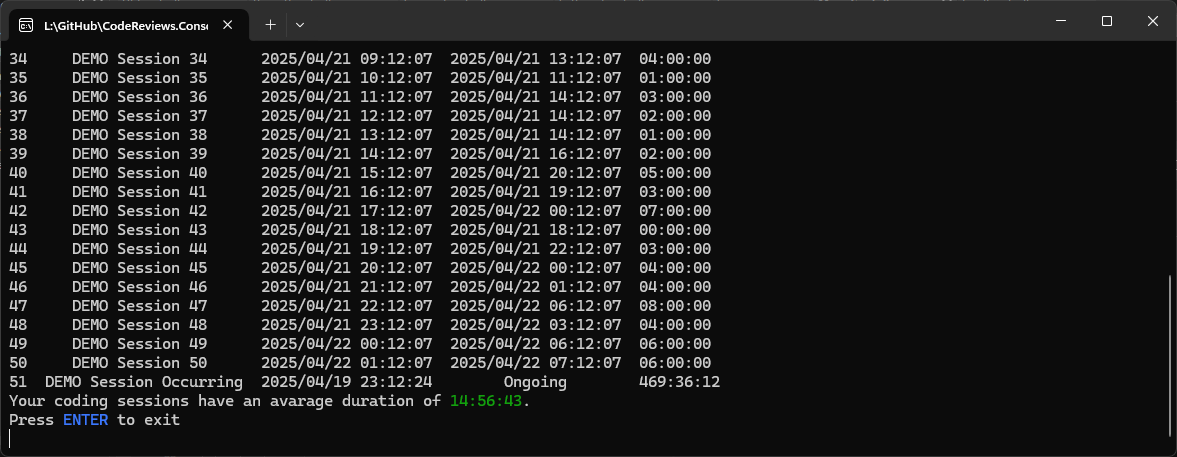 L:\GitHub\CodeReviews.Conso
34 DEMO Session 34 2025/04/21 09:12:07 2025/04/21 13:12:07 04:00:00
35 DEMO Session 35 2025/04/21 10:12:07 2025/04/21 11:12:07 01:00:00
36 DEMO Session 36 2025/04/21 11:12:07 2025/04/21 14:12:07 03:00:00
37 DEMO Session 37 2025/04/21 12:12:07 2025/04/21 14:12:07 02:00:00
38 DEMO Session 38 2025/04/21 13:12:07 2025/04/21 14:12:07 01:00:00
39 DEMO Session 39 2025/04/21 14:12:07 2025/04/21 16:12:07 02:00:00
40 DEMO Session 40 2025/04/21 15:12:07 2025/04/21 20:12:07 05:00:00
41 DEMO Session 41 2025/04/21 16:12:07 2025/04/21 19:12:07 03:00:00
42 DEMO Session 42 2025/04/21 17:12:07 2025/04/22 00:12:07 07:00:00
43 DEMO Session 43 2025/04/21 18:12:07 2025/04/21 18:12:07 00:00:00
44 DEMO Session 44 2025/04/21 19:12:07 2025/04/21 22:12:07 03:00:00
45 DEMO Session 45 2025/04/21 20:12:07 2025/04/22 00:12:07 04:00:00
46 DEMO Session 46 2025/04/21 21:12:07 2025/04/22 01:12:07 04:00:00
47 DEMO Session 47 2025/04/21 22:12:07 2025/04/22 06:12:07 08:00:00
48 DEMO Session 48 2025/04/21 23:12:07 2025/04/22 03:12:07 04:00:00
49 DEMO Session 49 2025/04/22 00:12:07 2025/04/22 06:12:07 06:00:00
50 DEMO Session 50 2025/04/22 01:12:07 2025/04/22 07:12:07 06:00:00
51 DEMO Session Occurring 2025/04/19 23:12:24 Ongoing 469:36:12
Your coding sessions have an avarage duration of 14:56:43.
Press ENTER to exit